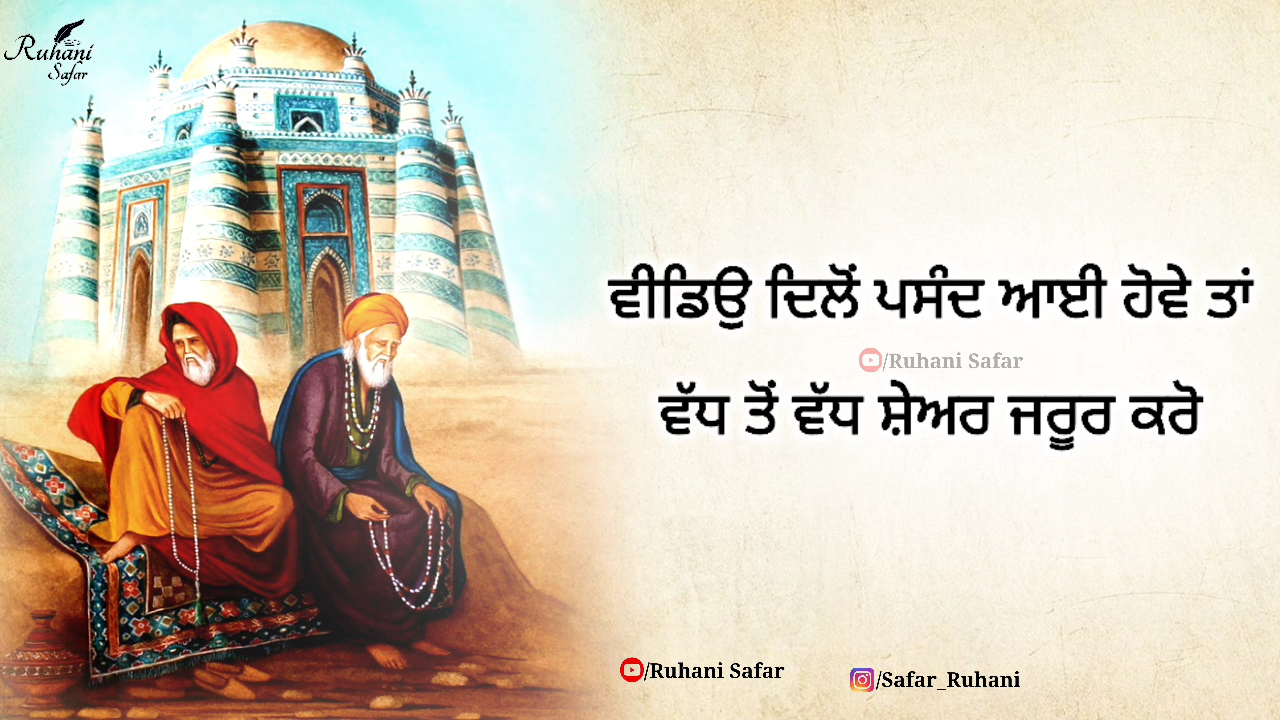 Ruhani
Safar
ਵੀਡਿਉ ਦਿਲੋਂ ਪਸੰਦ ਆਈ ਹੋਵੇ ਤਾਂ
/Ruhani Safar
ਵੱਧ ਤੋਂ ਵੱਧ ਸ਼ੇਅਰ ਜਰੂਰ ਕਰੋ
/Ruhani Safar
/Safar_Ruhani